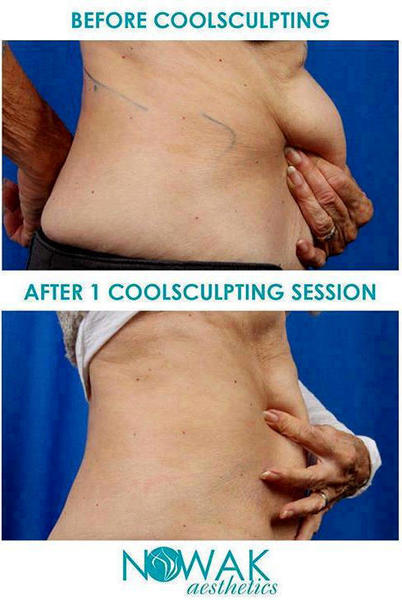 BEFORE COOLSCULPTING
AFTER 1 COOLSCULPTING SESSION
NOWAK
aesthetics